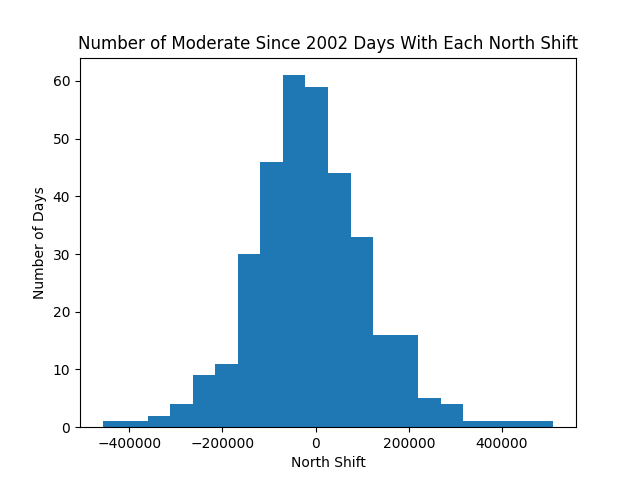 Number of Moderate Since 2002 Days With Each North Shift
60
50
40
30
20
10
0
Number of Days
−400000 −200000 0 200000 400000
North Shift